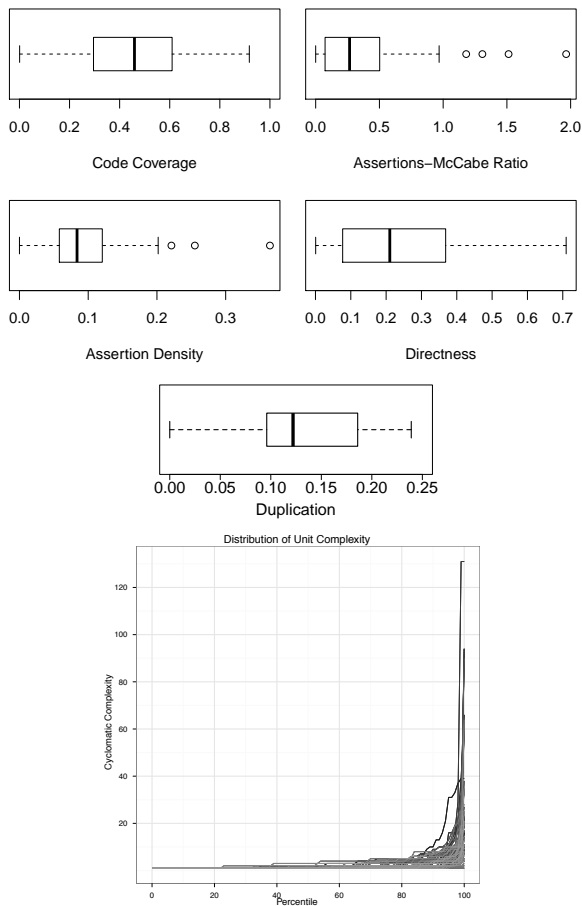 0.0 0.2 0.4 0.6 0.8 1.0
Code Coverage
0.0 0.5 1.0 1.5 2.0
Assertions−McCabe Ratio
0.0 0.1 0.2 0.3
Assertion Density
0.0 0.1 0.2 0.3 0.4 0.5 0.6 0.7
Directness
0.00 0.05 0.10 0.15 0.20 0.25
Duplication
Distribution of Unit Complexity
Cyclomatic Complexity
120
100
80
60
40
20
0 20 40 60 80 100
Percentile